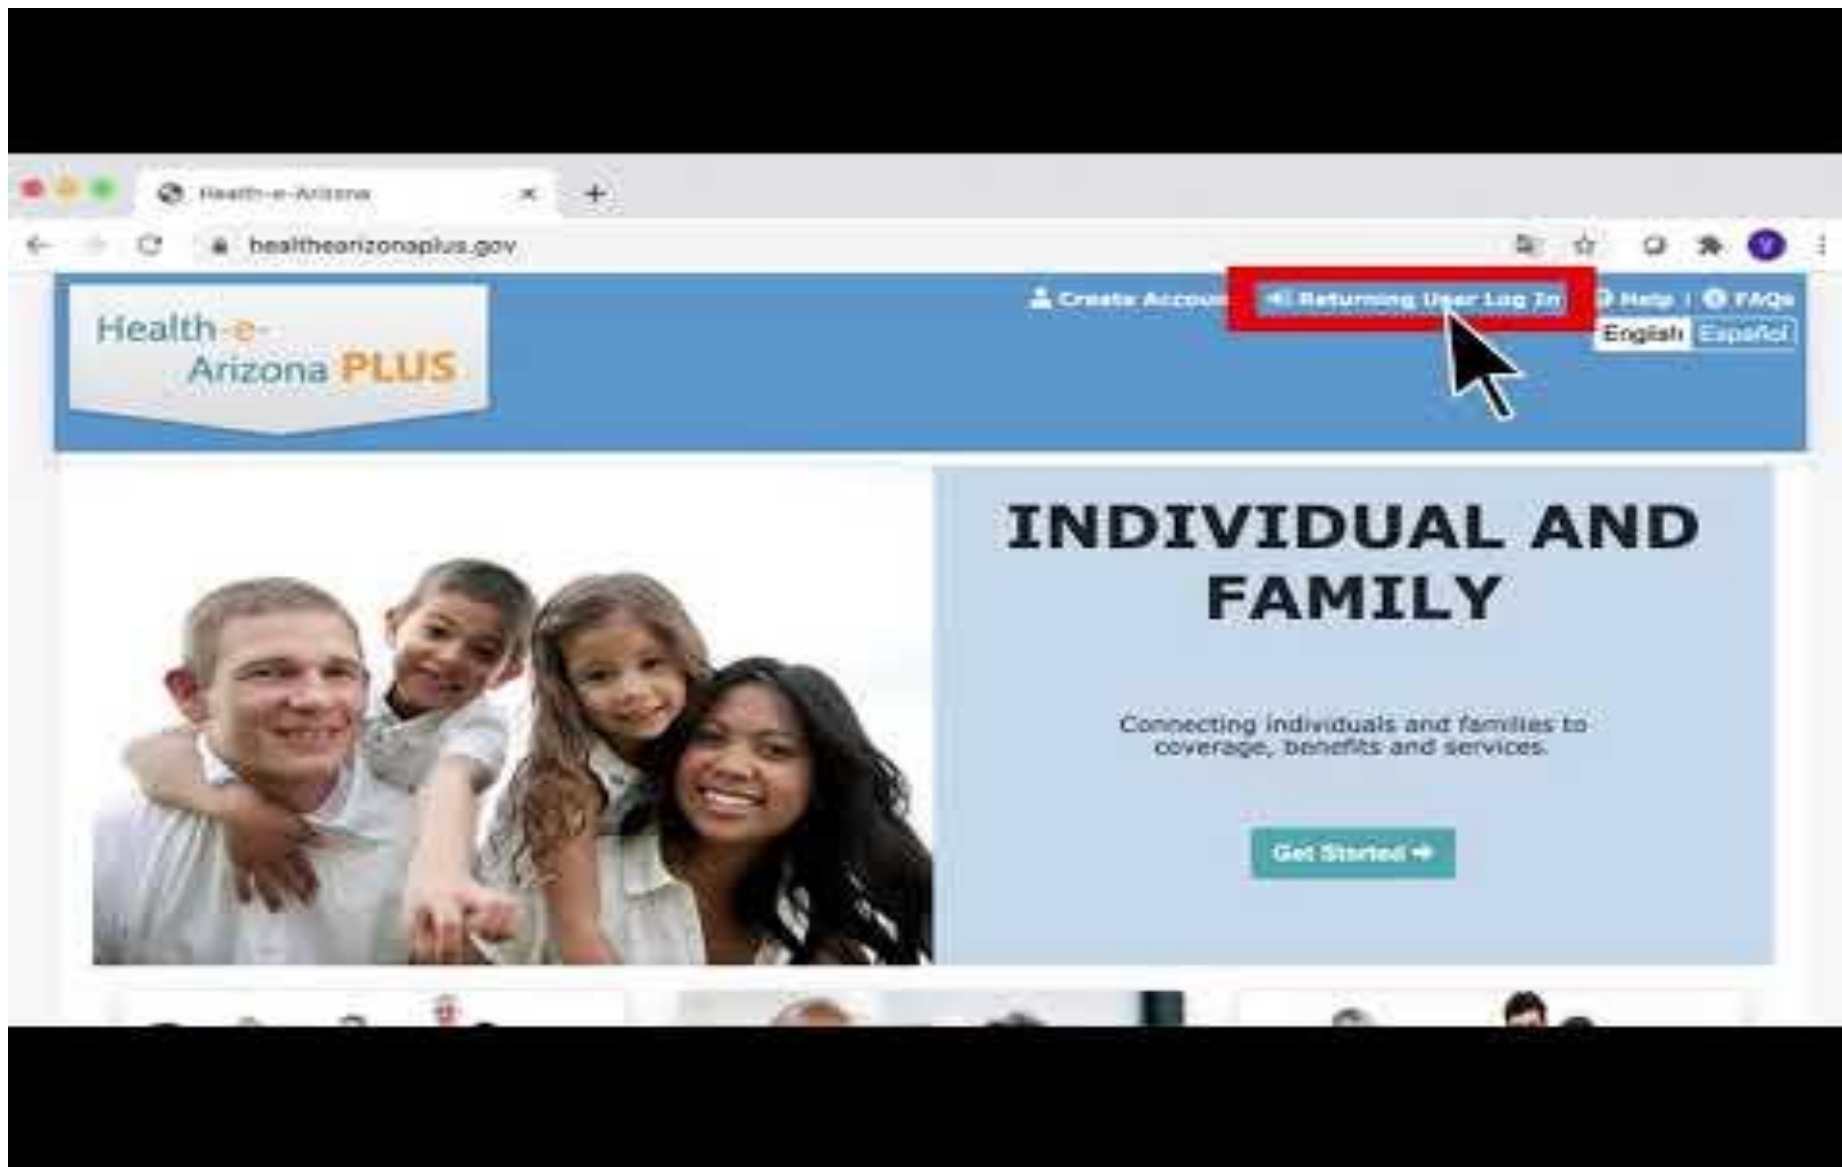 Health-e-Arizona
healthearizonaplus.gov
Create Accoun
Returning User Log In
Help | FAQs
English Español
Health-e-
Arizona PLUS
INDIVIDUAL AND
FAMILY
Connecting individuals and families to
coverage, benefits and services.
Get Started
V